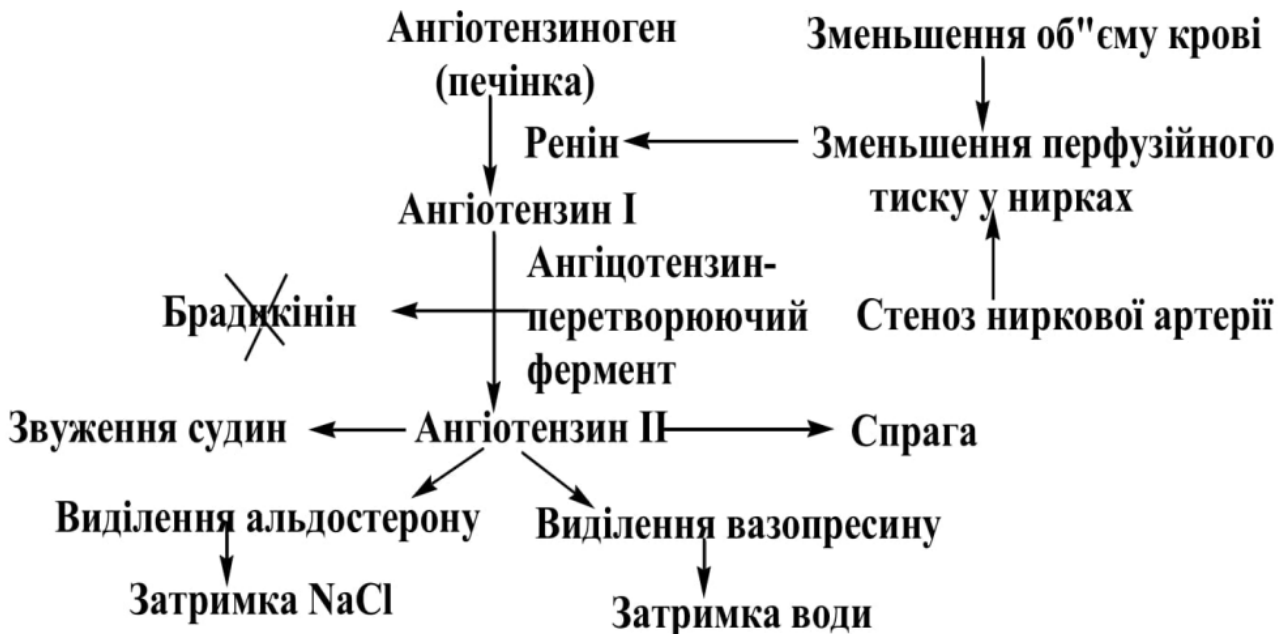 Ангіотензиноген
(печінка)
Зменьшення об"єму крові
Ренін
Зменьшення перфузійного
тиску у нирках
Ангіотензин I
Ангіцотензин-
перетворюючий
фермент
Брадикінін
Стеноз ниркової артерії
Звуження судин
Ангіотензин II
Спрага
Виділення альдостерону
Виділення вазопресину
Затримка NaCl
Затримка води